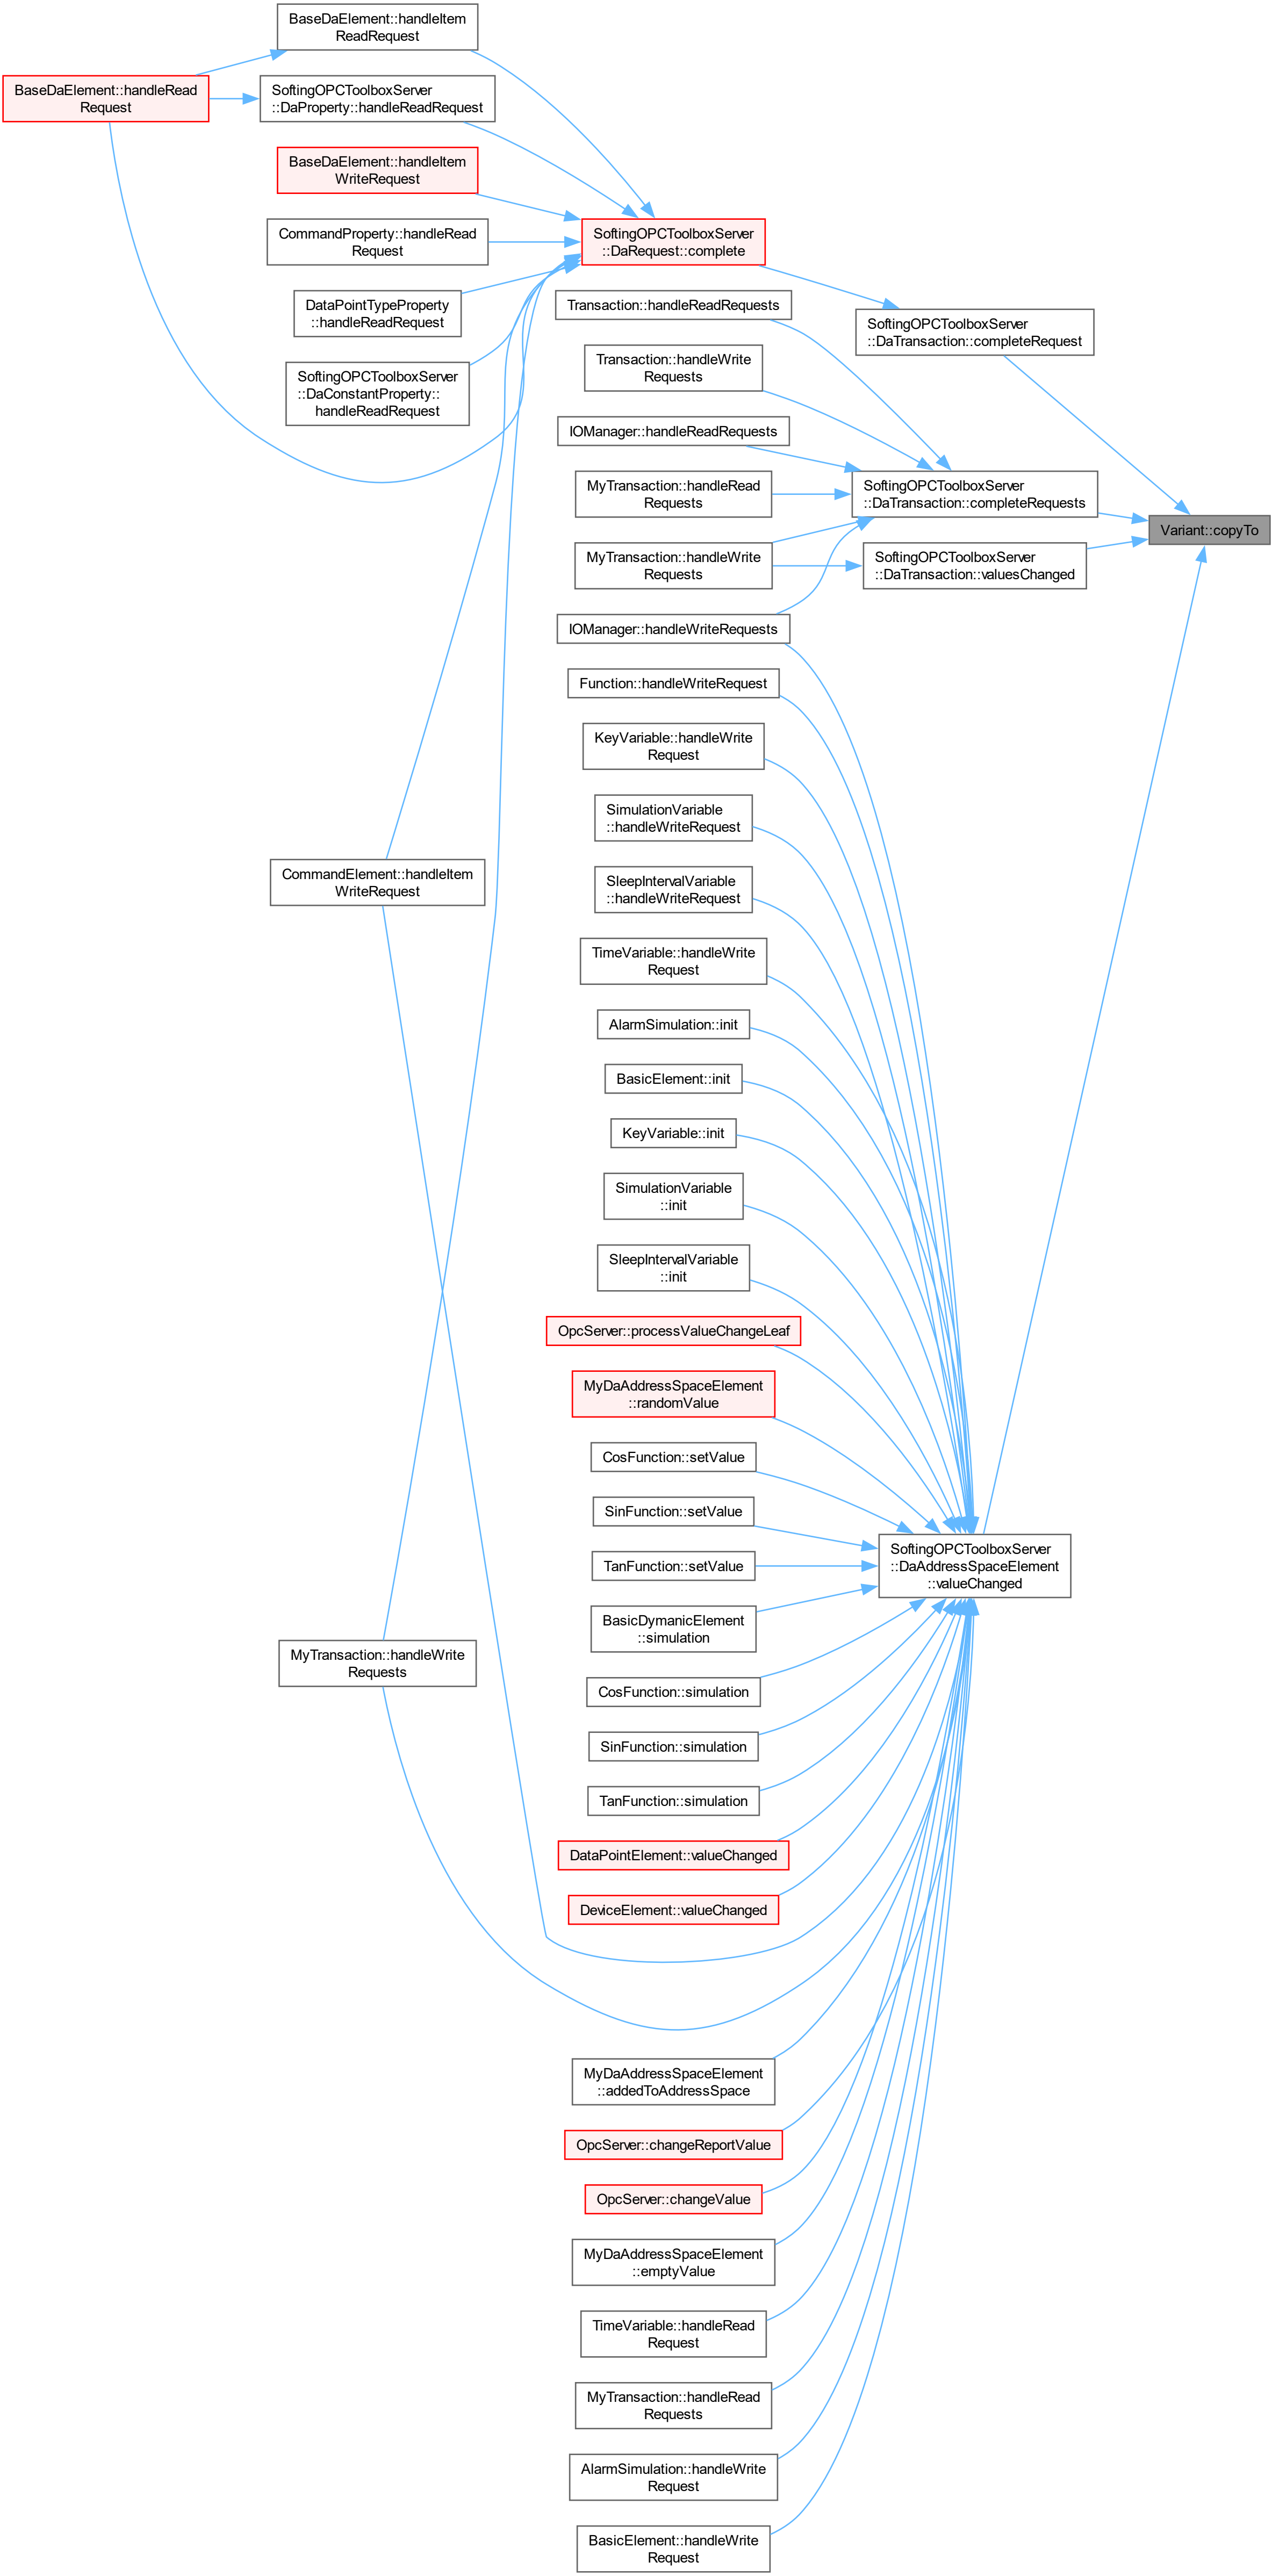 BaseDaElement::handleItem
ReadRequest
BaseDaElement::handleRead
Request
SoftingOPCToolboxServer
::DaProperty::handleReadRequest
BaseDaElement::handleItem
WriteRequest
CommandProperty::handleRead
Request
SoftingOPCToolboxServer
::DaRequest::complete
DataPointTypeProperty
::handleReadRequest
SoftingOPCToolboxServer
::DaConstantProperty::
handleReadRequest
Transaction::handleReadRequests
SoftingOPCToolboxServer
::DaTransaction::completeRequest
Transaction::handleWrite
Requests
IOManager::handleReadRequests
MyTransaction::handleRead
Requests
SoftingOPCToolboxServer
::DaTransaction::completeRequests
Variant::copyTo
MyTransaction::handleWrite
Requests
SoftingOPCToolboxServer
::DaTransaction::valuesChanged
IOManager::handleWriteRequests
Function::handleWriteRequest
KeyVariable::handleWrite
Request
SimulationVariable
::handleWriteRequest
CommandElement::handleItem
WriteRequest
SleepIntervalVariable
::handleWriteRequest
TimeVariable::handleWrite
Request
AlarmSimulation::init
BasicElement::init
KeyVariable::init
SimulationVariable
::init
SleepIntervalVariable
::init
OpcServer::processValueChangeLeaf
MyDaAddressSpaceElement
::randomValue
CosFunction::setValue
SinFunction::setValue
TanFunction::setValue
SoftingOPCToolboxServer
::DaAddressSpaceElement
::valueChanged
BasicDymanicElement
::simulation
MyTransaction::handleWrite
Requests
CosFunction::simulation
SinFunction::simulation
TanFunction::simulation
DataPointElement::valueChanged
DeviceElement::valueChanged
MyDaAddressSpaceElement
::addedToAddressSpace
OpcServer::changeReportValue
OpcServer::changeValue
MyDaAddressSpaceElement
::emptyValue
TimeVariable::handleRead
Request
MyTransaction::handleRead
Requests
AlarmSimulation::handleWrite
Request
BasicElement::handleWrite
Request